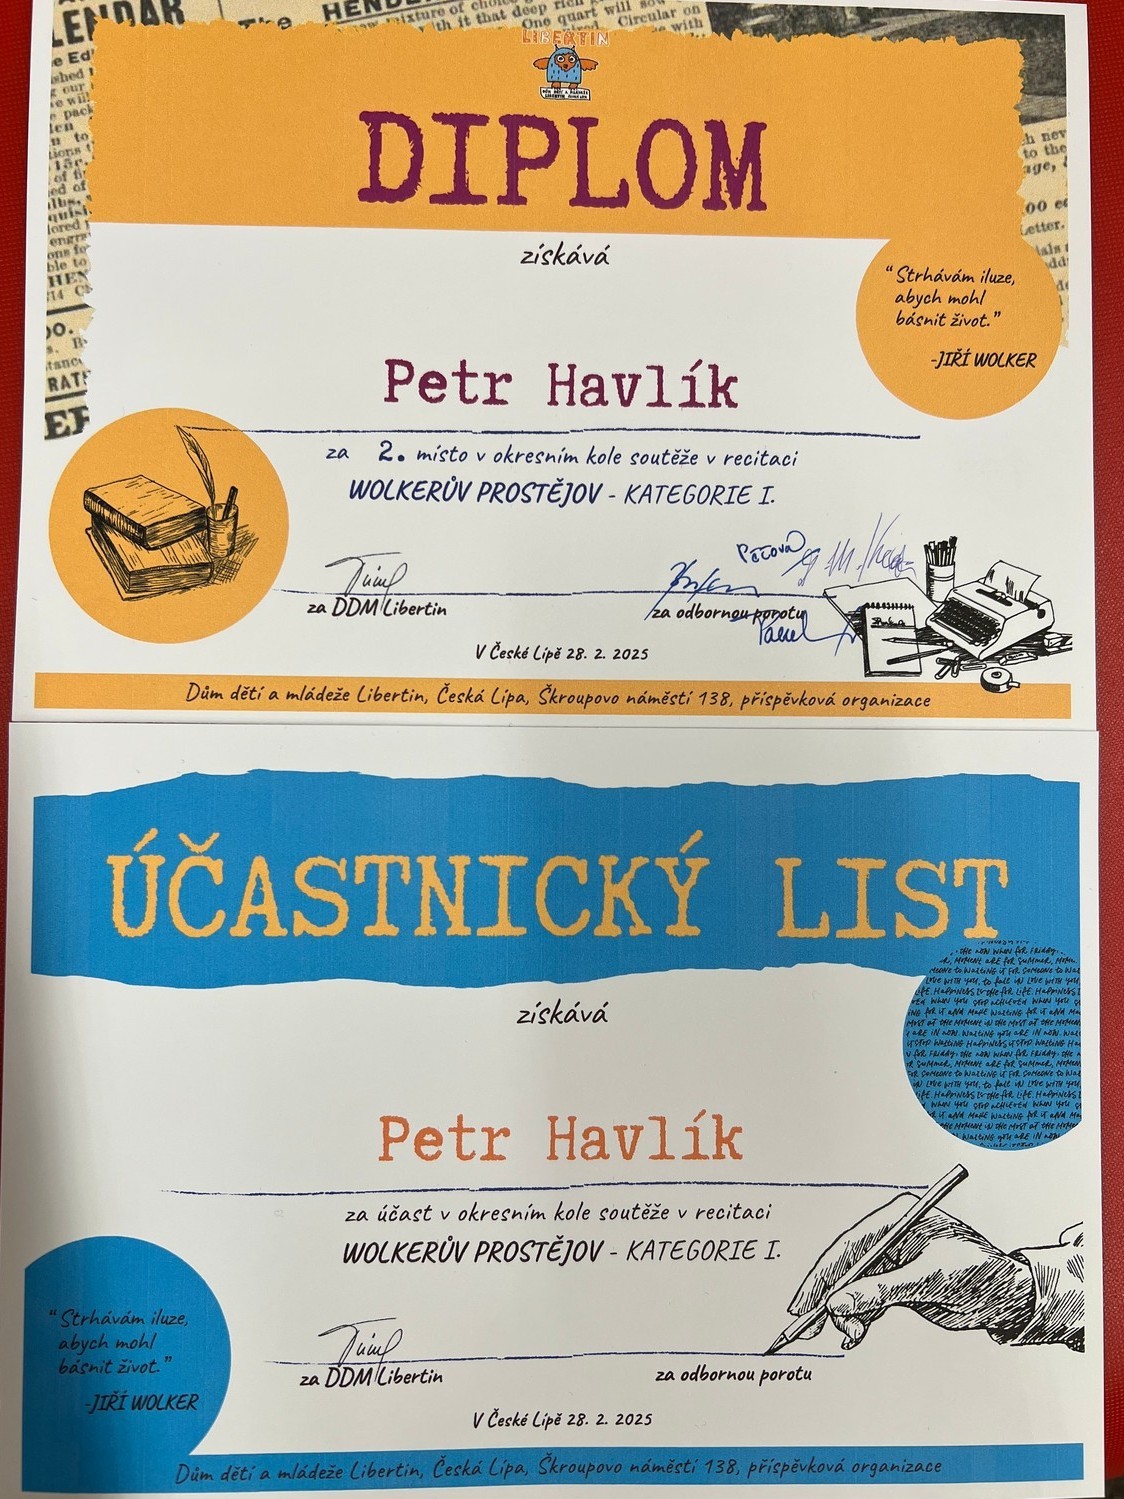 LIBERTIN
DIPLOM
získává
"Strhávám iluze,
abych mohl
básnit život."
-JIŘÍ WOLKER
Petr Havlík
za 2. místo v okresním kole soutěže v recitaci
WOLKERŮV PROSTĚJOV - KATEGORIE I.
za DDM Libertin
za odbornou porotu
V České Lípě 28. 2. 2025
Dům dětí a mládeže Libertin, Česká Lípa, Škroupovo náměstí 138, příspěvková organizace
ÚČASTNICKÝ LIST
získává
Petr Havlík
za účast v okresním kole soutěže v recitaci
WOLKERŮV PROSTĚJOV - KATEGORIE I.
"Strhávám iluze,
abych mohl
básnit život."
-JIŘÍ WOLKER
za DDM Libertin
za odbornou porotu
V České Lípě 28. 2. 2025
Dům dětí a mládeže Libertin, Česká Lípa, Škroupovo náměstí 138, příspěvková organizace